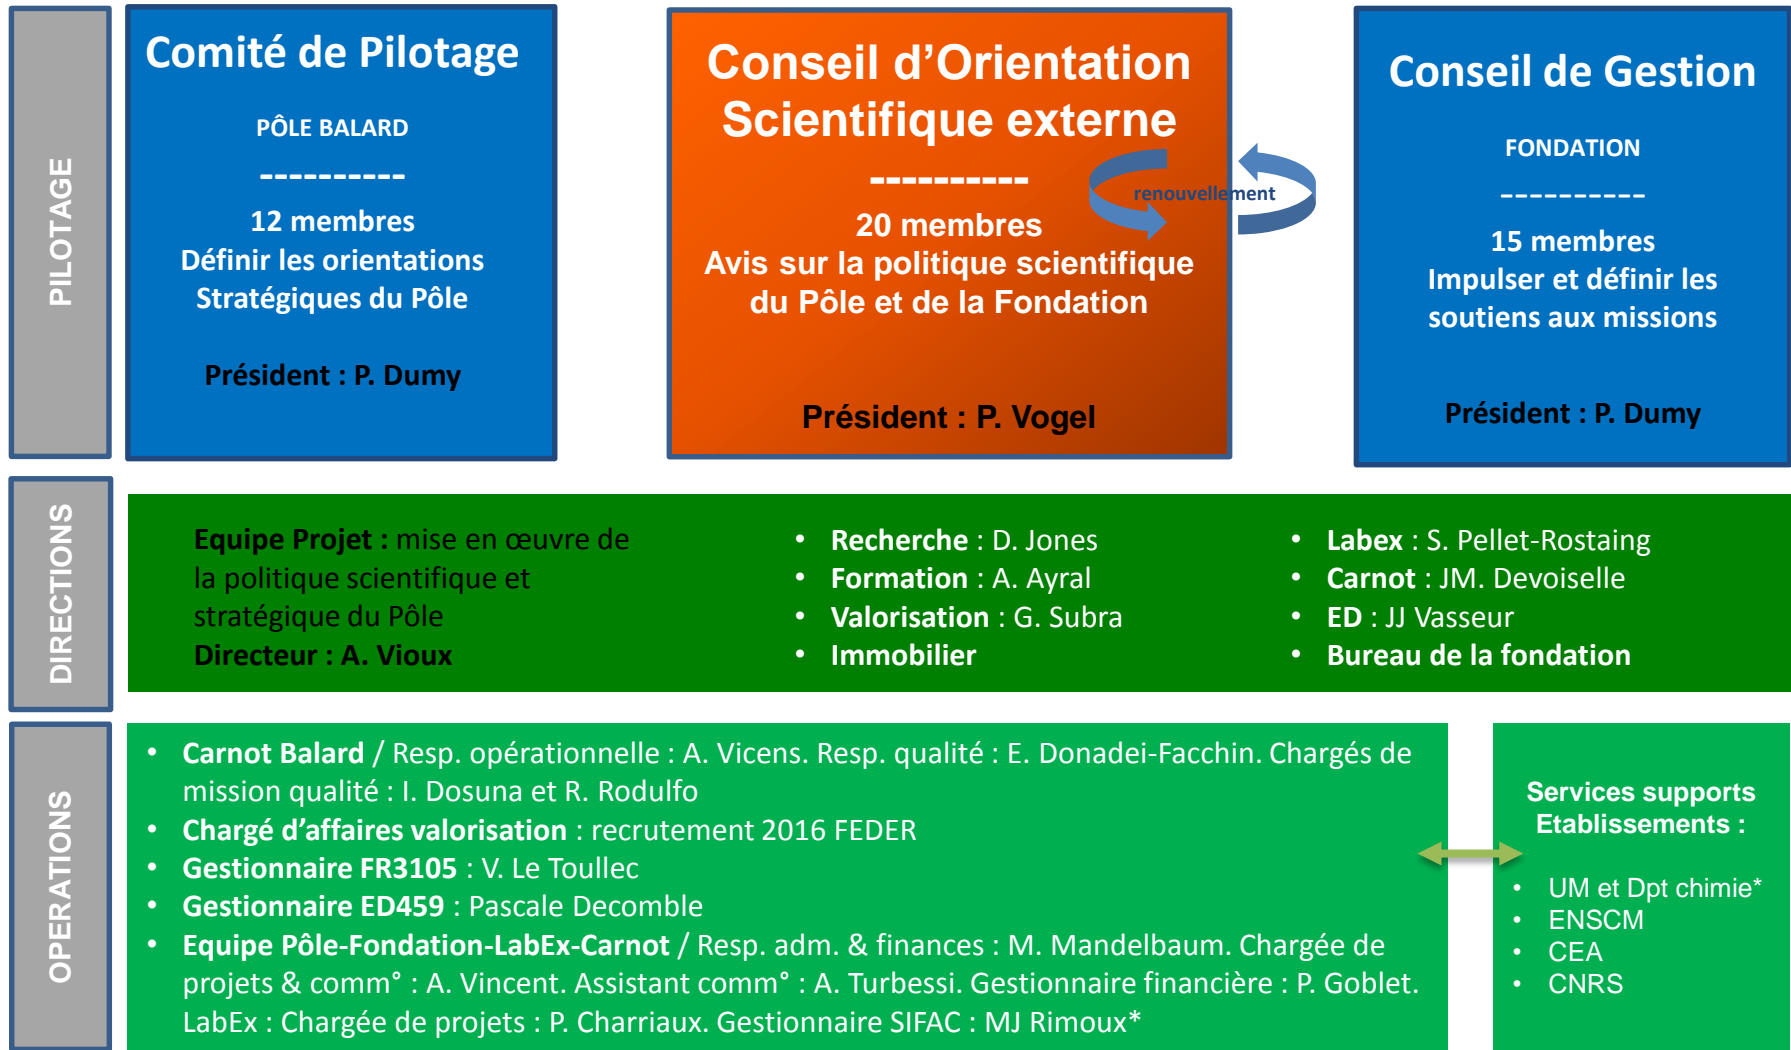 PILOTAGE
Comité de Pilotage
PÔLE BALARD
----------
12 membres
Définir les orientations
Stratégiques du Pôle
Président : P. Dumy
Conseil d’Orientation
Scientifique externe
----------
20 membres
Avis sur la politique scientifique
du Pôle et de la Fondation
Président : P. Vogel
renouvellement
Conseil de Gestion
FONDATION
----------
15 membres
Impulser et définir les
soutiens aux missions
Président : P. Dumy
DIRECTIONS
Equipe Projet : mise en œuvre de
la politique scientifique et
stratégique du Pôle
Directeur : A. Vioux
• Recherche : D. Jones
• Formation : A. Ayral
• Valorisation : G. Subra
• Immobilier
• Labex : S. Pellet-Rostaing
• Carnot : JM. Devoiselle
• ED : JJ Vasseur
• Bureau de la fondation
OPERATIONS
• Carnot Balard / Resp. opérationnelle : A. Vicens. Resp. qualité : E. Donadei-Facchin. Chargés de
mission qualité : I. Dosuna et R. Rodulfo
• Chargé d’affaires valorisation : recrutement 2016 FEDER
• Gestionnaire FR3105 : V. Le Toullec
• Gestionnaire ED459 : Pascale Decomble
• Equipe Pôle-Fondation-LabEx-Carnot / Resp. adm. & finances : M. Mandelbaum. Chargée de
projets & comm° : A. Vincent. Assistant comm° : A. Turbessi. Gestionnaire financière : P. Goblet.
LabEx : Chargée de projets : P. Charriaux. Gestionnaire SIFAC : MJ Rimoux*
Services supports
Etablissements :
• UM et Dpt chimie*
• ENSCM
• CEA
• CNRS